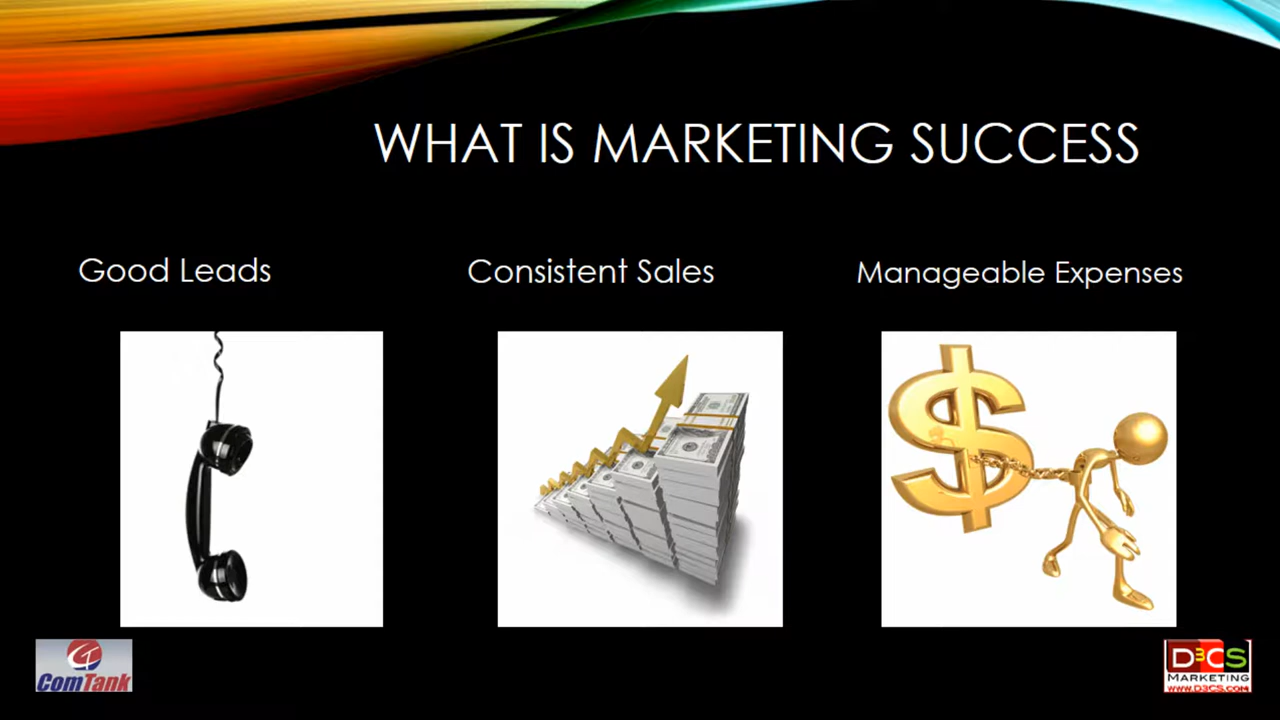 WHAT IS MARKETING SUCCESS
Good Leads
Consistent Sales
Manageable Expenses
ComTank
D3CS
MARKETING
WWW.D3CS.COM